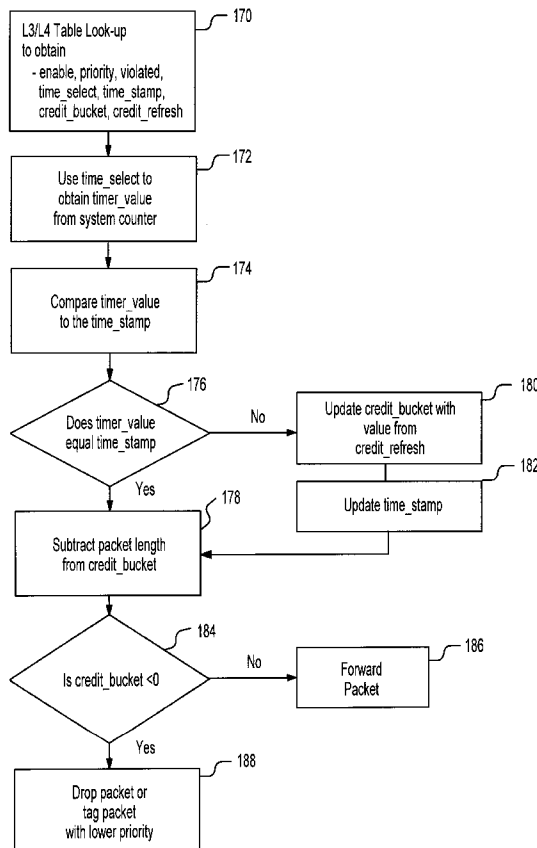 L3/L4 Table Look-up
to obtain
- enable, priority, violated,
time_select, time_stamp,
credit_bucket, credit_refresh
170
Use time_select to
obtain timer_value
from system counter
172
Compare timer_value
to the time_stamp
174
Does timer_value
equal time_stamp
176
No
Yes
Update credit_bucket with
value from
credit_refresh
180
Update time_stamp
182
Subtract packet length
from credit_bucket
178
Is credit_bucket <0
184
No
Yes
Forward
Packet
186
Drop packet or
tag packet
with lower priority
188